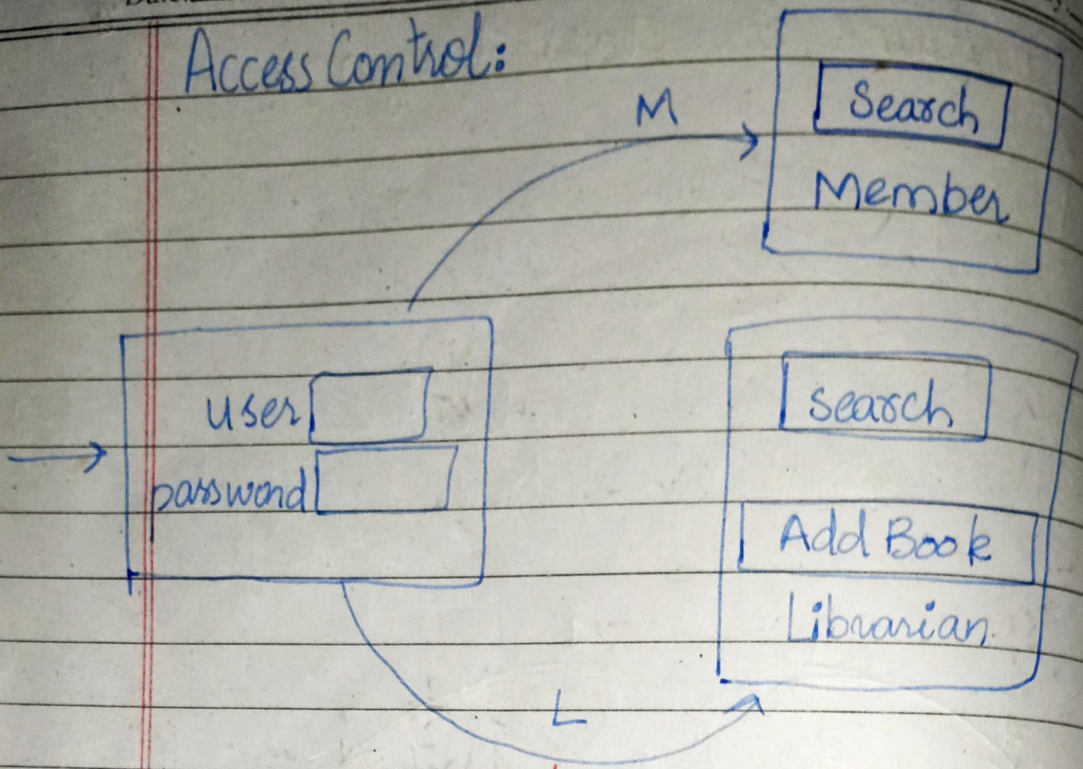 Access Control:
M
Search
Member
user
password
search
Add Book
Librarian.
L